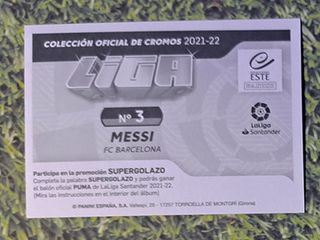 COLECCIÓN OFICIAL DE CROMOS 2021-22
LIGA
ESTE
Nº 3
MESSI
FC BARCELONA
LaLiga
Santander
Participa en la promoción SUPERGOLAZO
Completa la palabra SUPERGOLAZO y podrás ganar
el balón oficial PUMA de LaLiga Santander 2021-22.
(Mira las instrucciones en el interior del álbum)
© PANINI ESPAÑA, S.A. Vallespí, 20 - 17257 TORROELLA DE MONTGRÍ (Girona)